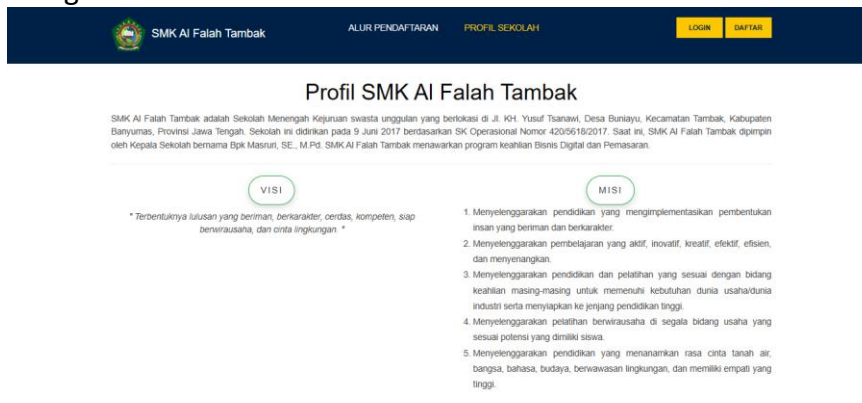 SMK Al Falah Tambak
ALUR PENDAFTARAN
PROFIL SEKOLAH
LOGIN
DAFTAR
Profil SMK Al Falah Tambak
SMK Al Falah Tambak adalah Sekolah Menengah Kejuruan swasta unggulan yang berlokasi di Jl. KH. Yusuf Tsanawi, Desa Buniayu, Kecamatan Tambak, Kabupaten
Banyumas, Provinsi Jawa Tengah. Sekolah ini didirikan pada 9 Juni 2017 berdasarkan SK Operasional Nomor 420/5618/2017. Saat ini, SMK Al Falah Tambak dipimpin
oleh Kepala Sekolah bernama Bpk Masruri, SE., M.Pd. SMK Al Falah Tambak menawarkan program keahlian Bisnis Digital dan Pemasaran.
VISI
" Terbentuknya lulusan yang beriman, berkarakter, cerdas, kompeten, siap
berwirausaha, dan cinta lingkungan. "
MISI
1. Menyelenggarakan pendidikan yang mengimplementasikan pembentukan
insan yang beriman dan berkarakter.
2. Menyelenggarakan pembelajaran yang aktif, inovatif, kreatif, efektif, efisien,
dan menyenangkan.
3. Menyelenggarakan pendidikan dan pelatihan yang sesuai dengan bidang
keahlian masing-masing untuk memenuhi kebutuhan dunia usaha/dunia
industri serta menyiapkan ke jenjang pendidikan tinggi.
4. Menyelenggarakan pelatihan berwirausaha di segala bidang usaha yang
sesuai potensi yang dimiliki siswa.
5. Menyelenggarakan pendidikan yang menanamkan rasa cinta tanah air,
bangsa, bahasa, budaya, berwawasan lingkungan, dan memiliki empati yang
tinggi.